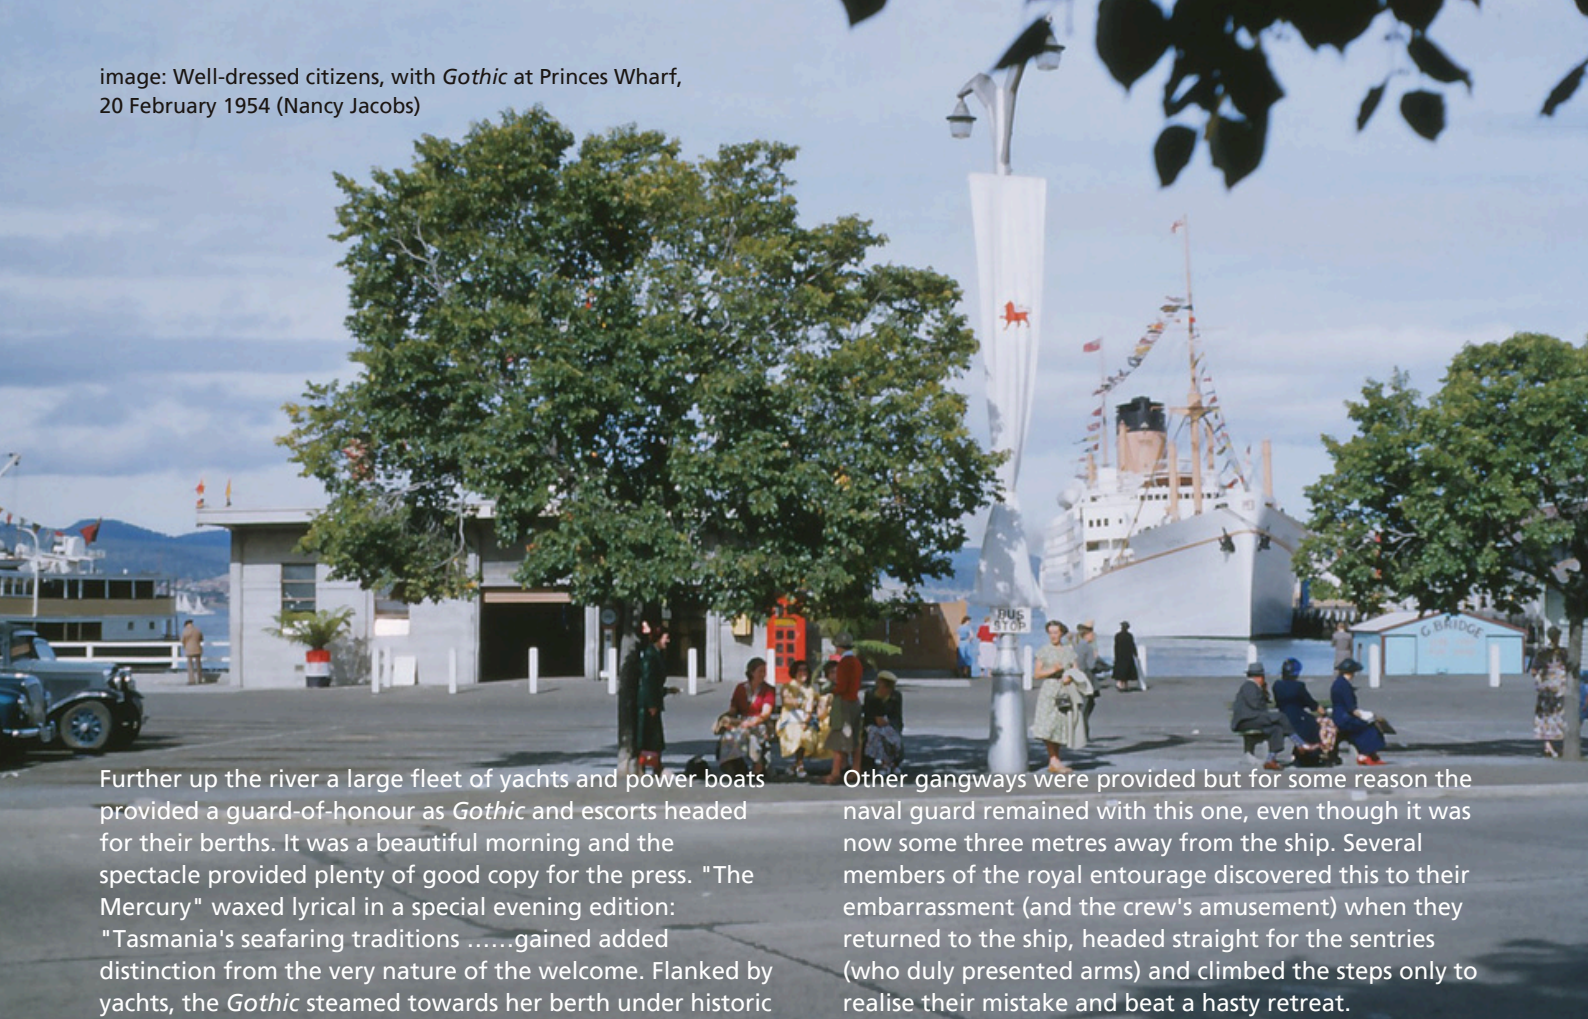 image: Well-dressed citizens, with Gothic at Princes Wharf,
20 February 1954 (Nancy Jacobs)
BUS
STOP
G. BRIDGE
Further up the river a large fleet of yachts and power boats
provided a guard-of-honour as Gothic and escorts headed
for their berths. It was a beautiful morning and the
spectacle provided plenty of good copy for the press. "The
Mercury" waxed lyrical in a special evening edition:
"Tasmania's seafaring traditions ......gained added
distinction from the very nature of the welcome. Flanked by
yachts, the Gothic steamed towards her berth under historic
Other gangways were provided but for some reason the
naval guard remained with this one, even though it was
now some three metres away from the ship. Several
members of the royal entourage discovered this to their
embarrassment (and the crew's amusement) when they
returned to the ship, headed straight for the sentries
(who duly presented arms) and climbed the steps only to
realise their mistake and beat a hasty retreat.